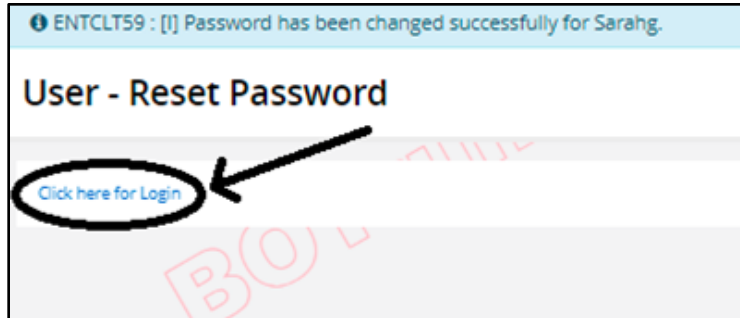 ENTCLT59 : [I] Password has been changed successfully for Sarahg.
User - Reset Password
Click here for Login